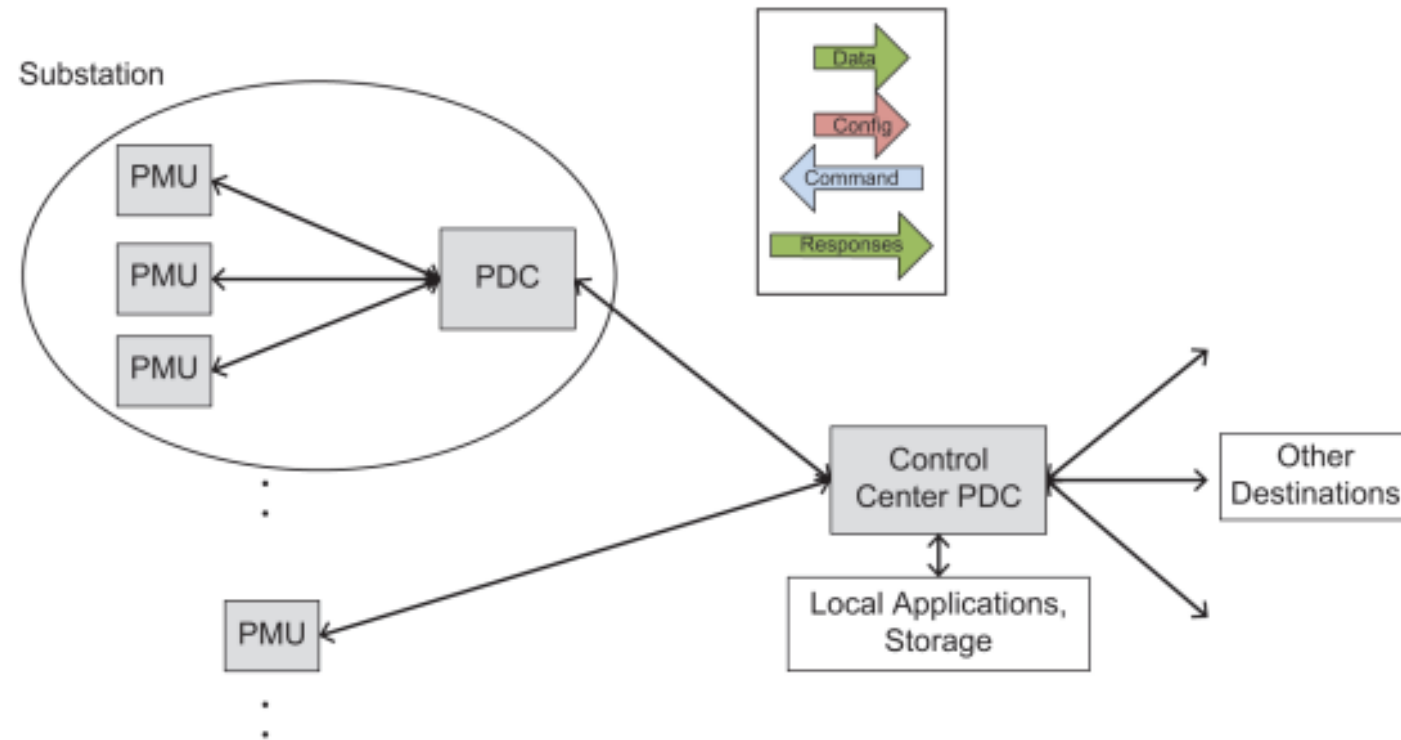 Substation
PMU
PMU
PMU
PDC
Data
Config
Command
Responses
Control
Center PDC
Other
Destinations
Local Applications,
Storage
PMU